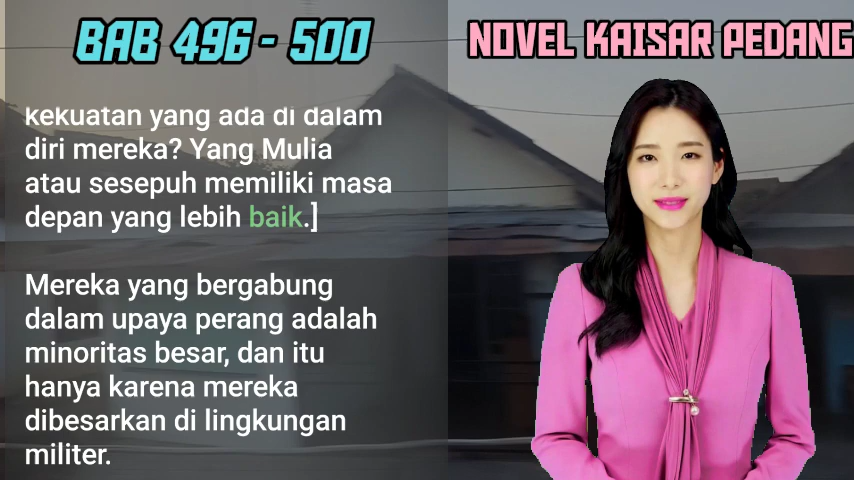 BAB 496 - 500
NOVEL KAISAR PEDANG
kekuatan yang ada di dalam
diri mereka? Yang Mulia
atau sesepuh memiliki masa
depan yang lebih baik.]
Mereka yang bergabung
dalam upaya perang adalah
minoritas besar, dan itu
hanya karena mereka
dibesarkan di lingkungan
militer.